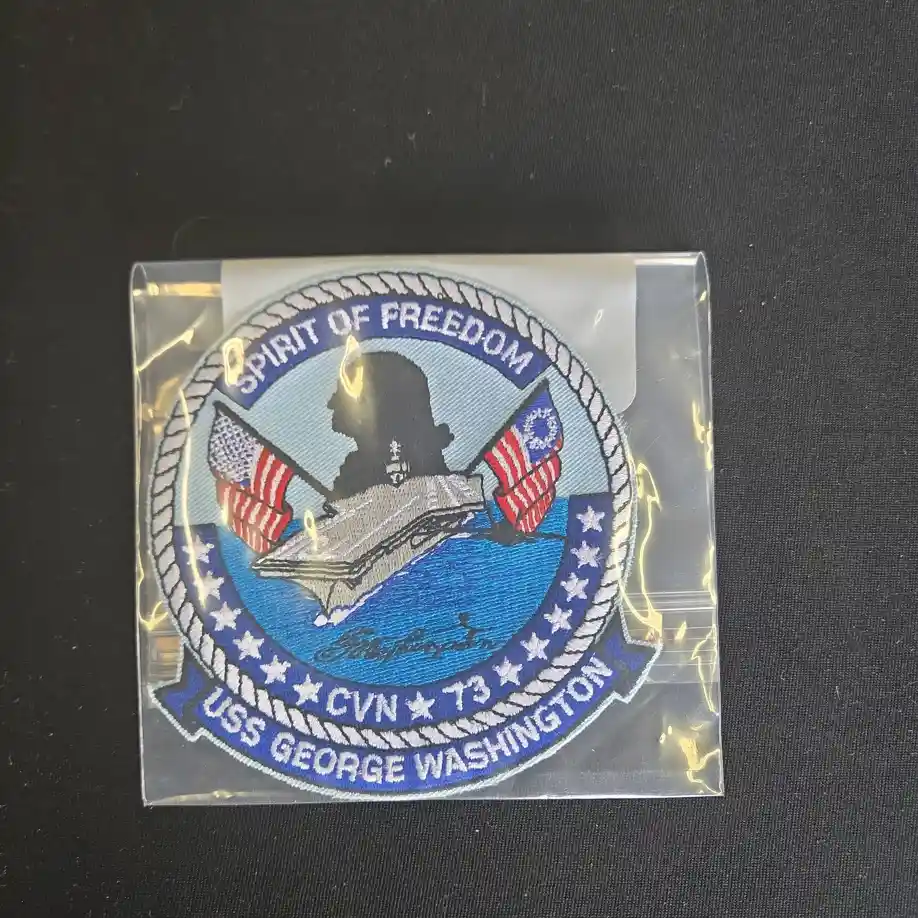 SPIRIT OF FREEDOM
CVN ★ 73
USS GEORGE WASHINGTON